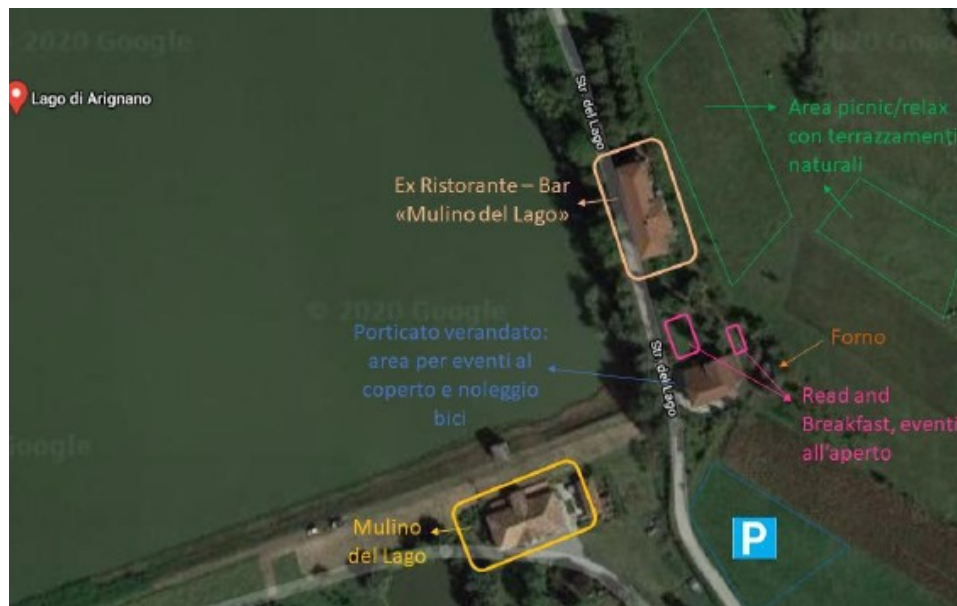 2020 Google
Lago di Arignano
Str. del Lago
Area picnic/relax
con terrazzamenti
naturali
Ex Ristorante – Bar
«Mulino del Lago»
© 2020 Google
Porticato verandato:
area per eventi al
coperto e noleggio
bici
Str. del Lago
Forno
Read and
Breakfast, eventi
all'aperto
Google
Mulino
del Lago
P